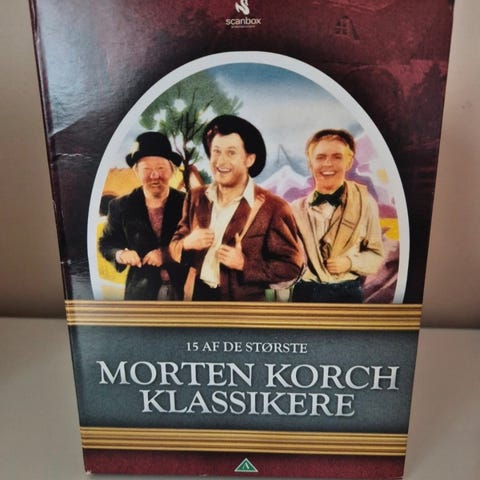 scanbox
15 AF DE STØRSTE
MORTEN KORCH
KLASSIKERE
A